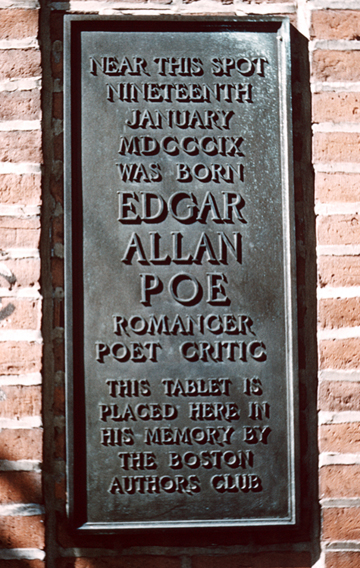 NEAR THIS SPOT
NINETEENTH
JANUARY
MDCCCIX
WAS BORN
EDGAR
ALLAN
POE
ROMANCER
POET CRITIC
THIS TABLET IS
PLACED HERE IN
HIS MEMORY BY
THE BOSTON
AUTHORS CLUB